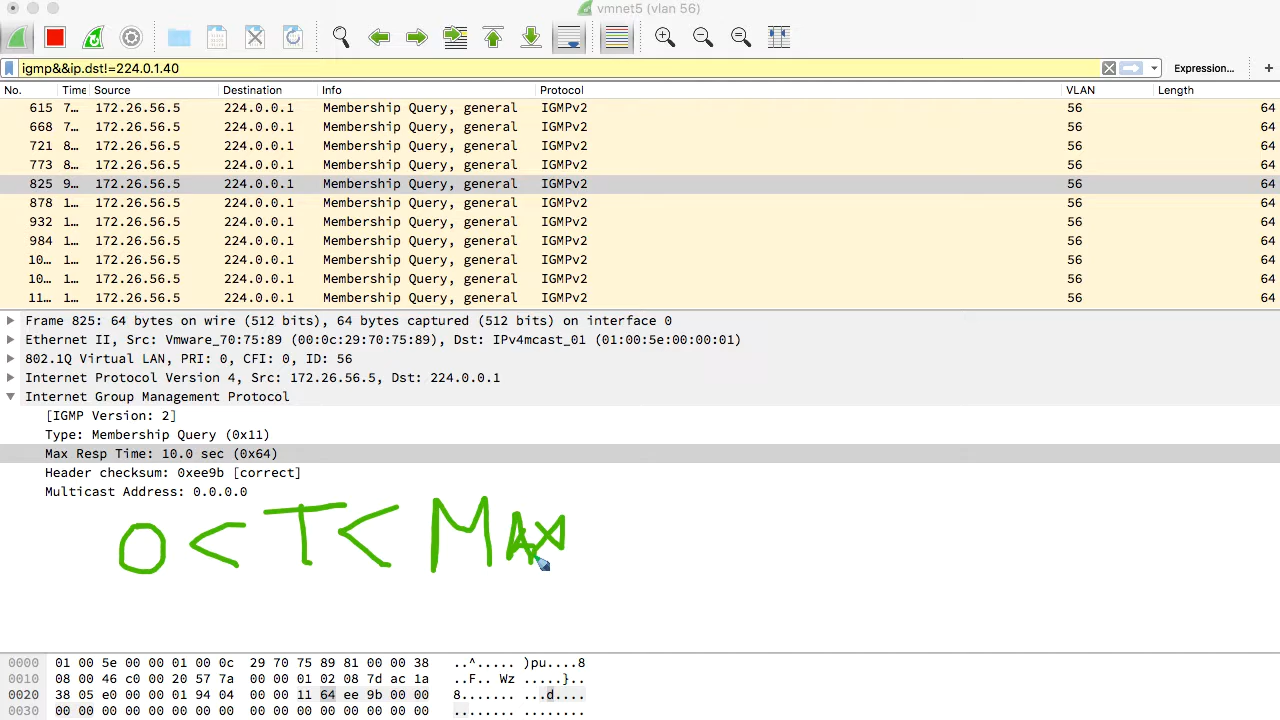 vmnet5 (vlan 56)
igmp&&ip.dst!=224.0.1.40 Expression... +
No. Time Source Destination Info Protocol VLAN Length
615 7… 172.26.56.5 224.0.0.1 Membership Query, general IGMPv2 56 64
668 7… 172.26.56.5 224.0.0.1 Membership Query, general IGMPv2 56 64
721 8… 172.26.56.5 224.0.0.1 Membership Query, general IGMPv2 56 64
773 8… 172.26.56.5 224.0.0.1 Membership Query, general IGMPv2 56 64
825 9… 172.26.56.5 224.0.0.1 Membership Query, general IGMPv2 56 64
878 1… 172.26.56.5 224.0.0.1 Membership Query, general IGMPv2 56 64
932 1… 172.26.56.5 224.0.0.1 Membership Query, general IGMPv2 56 64
984 1… 172.26.56.5 224.0.0.1 Membership Query, general IGMPv2 56 64
10… 1… 172.26.56.5 224.0.0.1 Membership Query, general IGMPv2 56 64
10… 1… 172.26.56.5 224.0.0.1 Membership Query, general IGMPv2 56 64
11… 1… 172.26.56.5 224.0.0.1 Membership Query, general IGMPv2 56 64
Frame 825: 64 bytes on wire (512 bits), 64 bytes captured (512 bits) on interface 0
Ethernet II, Src: Vmware_70:75:89 (00:0c:29:70:75:89), Dst: IPv4mcast_01 (01:00:5e:00:00:01)
802.1Q Virtual LAN, PRI: 0, CFI: 0, ID: 56
Internet Protocol Version 4, Src: 172.26.56.5, Dst: 224.0.0.1
Internet Group Management Protocol
[IGMP Version: 2]
Type: Membership Query (0x11)
Max Resp Time: 10.0 sec (0x64)
Header checksum: 0xee9b [correct]
Multicast Address: 0.0.0.0
0 < T < MAX
0000 01 00 5e 00 00 01 00 0c 29 70 75 89 81 00 00 38 ..^..... )pu....8
0010 08 00 46 c0 00 20 57 7a 00 00 01 02 08 7d ac 1a ..F.. Wz .....}..
0020 38 05 e0 00 00 01 94 04 00 00 11 64 ee 9b 00 00 8....... ...d....
0030 00 00 00 00 00 00 00 00 00 00 00 00 00 00 00 00 ........ ........